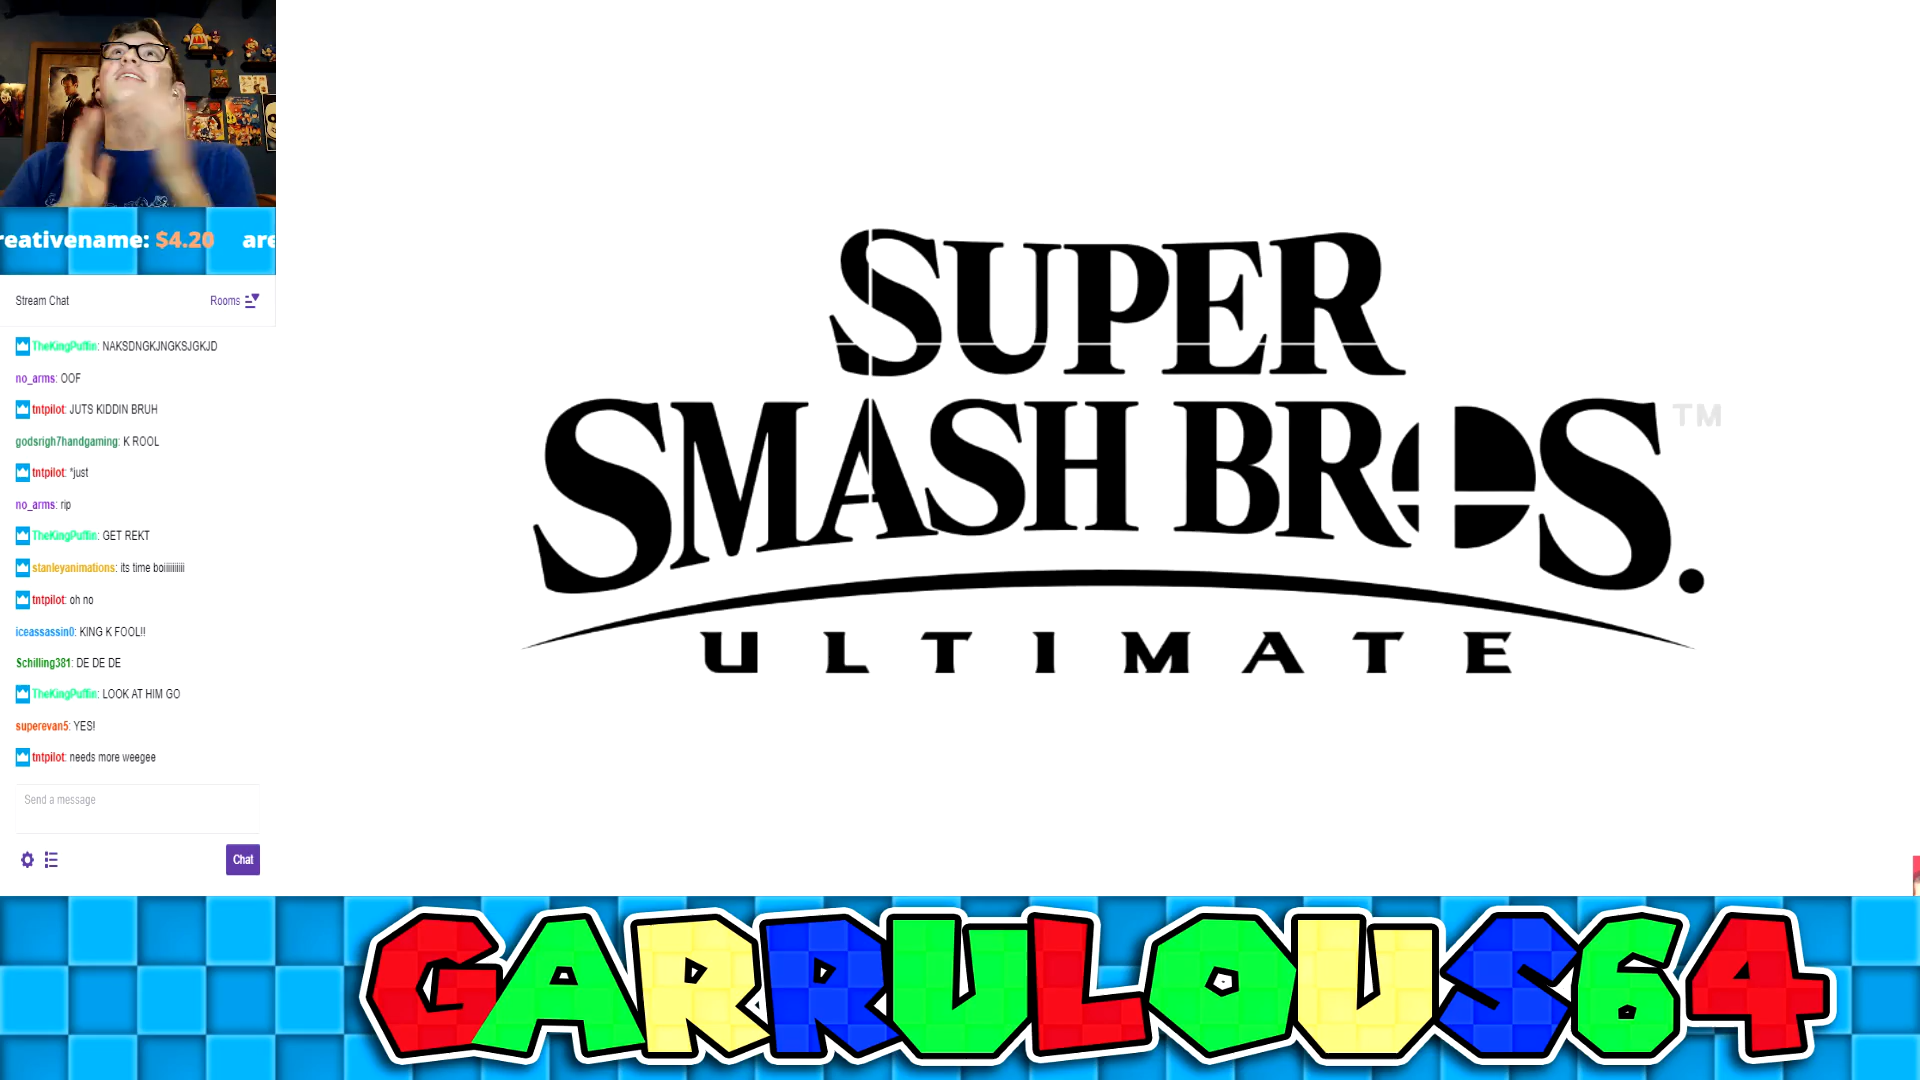 reativename: $4.20 are
Stream Chat
Rooms
TheKingPuffin: NAKSDNGKJNGKSJGKJD
no_arms: OOF
tntpilot: JUTS KIDDIN BRUH
godsrigh7handgaming: K ROOL
tntpilot: *just
no_arms: rip
TheKingPuffin: GET REKT
stanleyanimations: its time boiiiiiiiiii
tntpilot: oh no
iceassassin0: KING K FOOL!!
Schilling381: DE DE DE
TheKingPuffin: LOOK AT HIM GO
superevan5: YES!
tntpilot: needs more weegee
Send a message
Chat
SUPER
SMASH BROS.™
ULTIMATE
GARRULOUS64